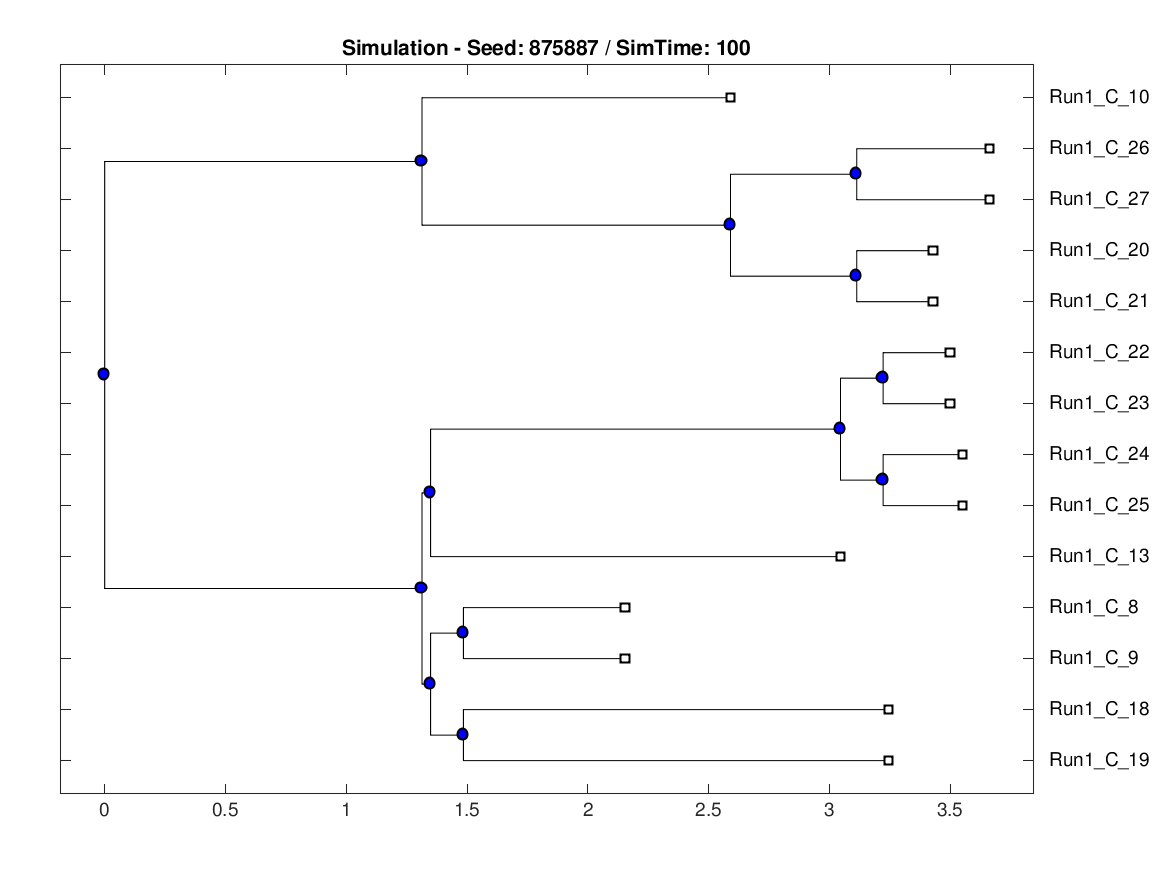 Simulation - Seed: 875887 / SimTime: 100
Run1_C_10
Run1_C_26
Run1_C_27
Run1_C_20
Run1_C_21
Run1_C_22
Run1_C_23
Run1_C_24
Run1_C_25
Run1_C_13
Run1_C_8
Run1_C_9
Run1_C_18
Run1_C_19
0 0.5 1 1.5 2 2.5 3 3.5